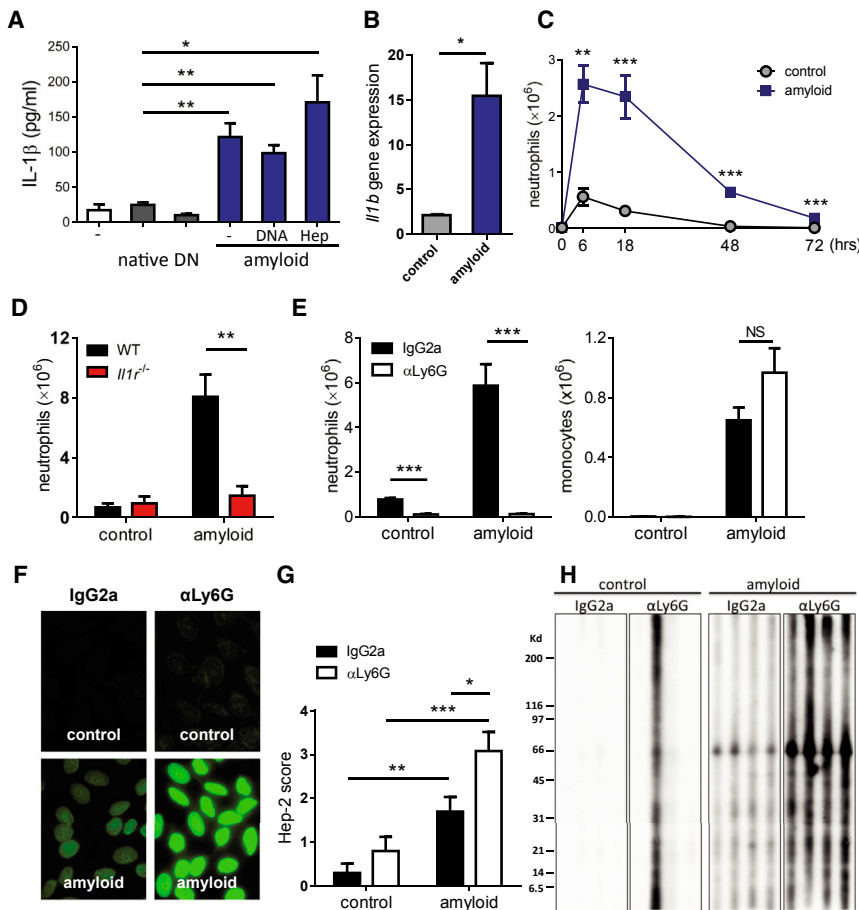 A
IL-1β (pg/ml)
250
200
150
100
50
0
*
**
**
- - DNA Hep
native DN amyloid
B
Il1b gene expression
20
15
10
5
0
*
control
amyloid
C
neutrophils (×10⁶)
3
2
1
0
** ***
***
***
control
amyloid
0 6 18 48 72 (hrs)
D
neutrophils (×10⁶)
12
8
4
0
WT
Il1r⁻/⁻
**
control amyloid
E
neutrophils (×10⁶)
8
6
4
2
0
IgG2a
αLy6G
***
***
control amyloid
monocytes (x10⁶)
1.2
0.9
0.6
0.3
0.0
NS
control amyloid
F
IgG2a αLy6G
control control
amyloid amyloid
G
IgG2a
αLy6G
Hep-2 score
4
3
2
1
0
*
***
**
control amyloid
H
control amyloid
IgG2a αLy6G IgG2a αLy6G
Kd
200
116
97
66
45
31
21
14
6.5